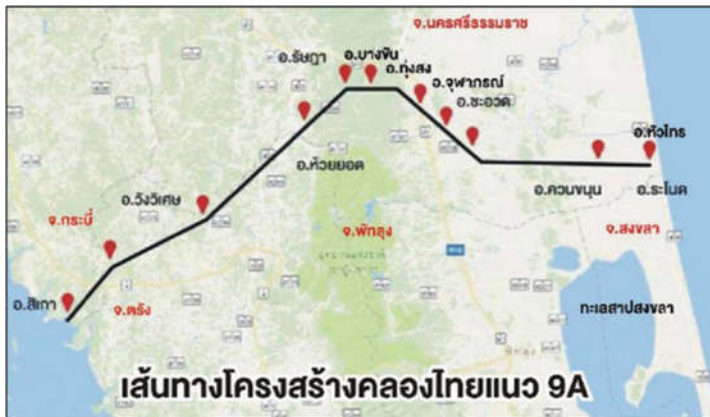 จ.นครศรีธรรมราช
อ.รัษฎา
อ.บางขัน
อ.ทุ่งสง
อ.จุฬาภรณ์
อ.ชะอวด
อ.หัวไทร
อ.ห้วยยอด
อ.วังวิเศษ
อ.ควนขนุน
อ.ระโนด
จ.กระบี่
จ.พัทลุง
จ.สงขลา
อ.สิเกา
จ.ตรัง
ทะเลสาปสงขลา
เส้นทางโครงสร้างคลองไทยแนว 9A